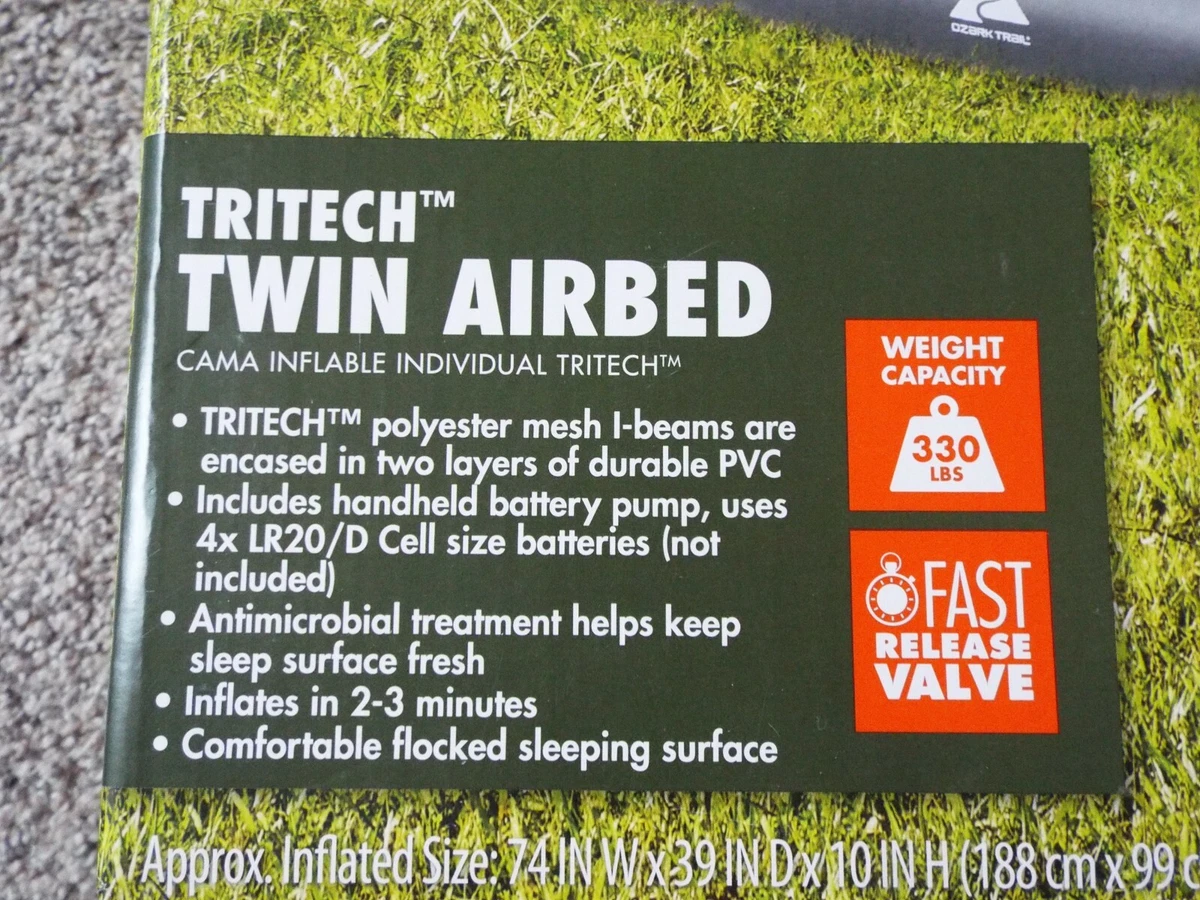 OZARK TRAIL
TRITECH™
TWIN AIRBED
CAMA INFLABLE INDIVIDUAL TRITECH™
• TRITECH™ polyester mesh I-beams are
encased in two layers of durable PVC
• Includes handheld battery pump, uses
4x LR20/D Cell size batteries (not
included)
• Antimicrobial treatment helps keep
sleep surface fresh
• Inflates in 2-3 minutes
• Comfortable flocked sleeping surface
WEIGHT
CAPACITY
330
LBS
FAST
RELEASE
VALVE
Approx. Inflated Size: 74 IN W x 39 IN D x 10 IN H (188 cm x 99 c